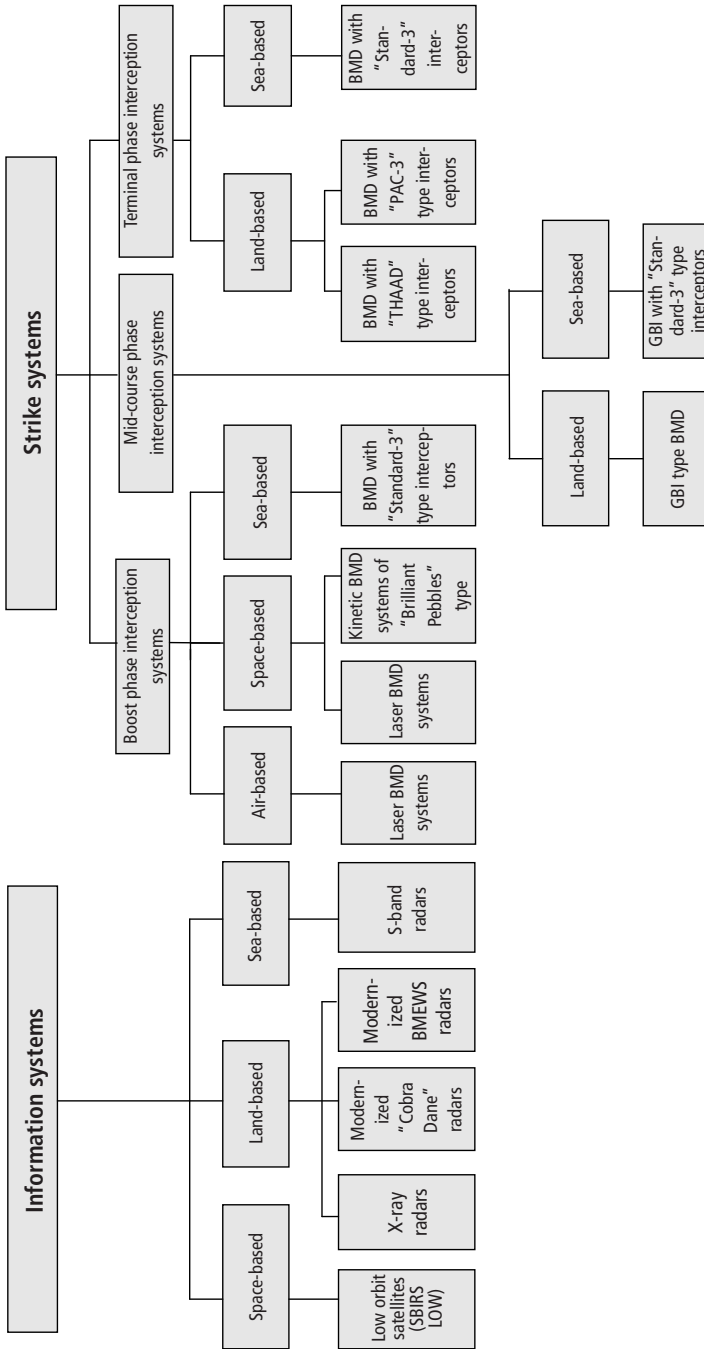 Information systems
Space-based
Low orbit
satellites
(SBIRS
LOW)
Land-based
X-ray
radars
Modern-
ized
"Cobra
Dane"
radars
Modern-
ized
BMEWS
radars
Sea-based
S-band
radars
Strike systems
Boost phase interception
systems
Air-based
Laser BMD
systems
Space-based
Laser BMD
systems
Kinetic BMD
systems of
"Brilliant
Pebbles"
type
Sea-based
BMD with
"Standard-3"
type intercep-
tors
Mid-course phase
interception systems
Land-based
GBI type BMD
Sea-based
GBI with "Stan-
dard-3" type
interceptors
Terminal phase interception
systems
Land-based
BMD with
"THAAD"
type inter-
ceptors
BMD with
"PAC-3"
type inter-
ceptors
Sea-based
BMD with
"Stan-
dard-3"
inter-
ceptors